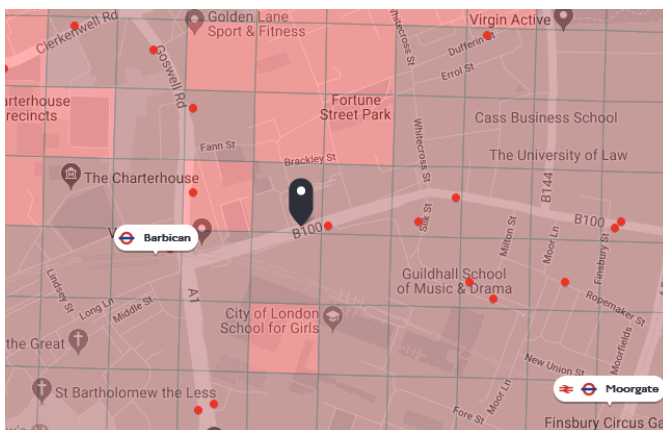 Golden Lane
Sport & Fitness
Virgin Active
Clerkenwell Rd
Goswell Rd
Whitecross St
Dufferin St
Errol St
arterhouse
recincts
Fortune
Street Park
Cass Business School
Fann St
Whitecross St
Brackley St
The University of Law
The Charterhouse
B144
B100
B100
Barbican
Silk St
Milton St
Moor Ln
Finsbury St
Lindsey St
Long Ln
Middle St
A1
Guildhall School
of Music & Drama
Ropemaker St
City of London
School for Girls
the Great
Moorfields
New Union St
St Bartholomew the Less
Moor Ln
Moorgate
Fore St
Finsbury Circus Ga